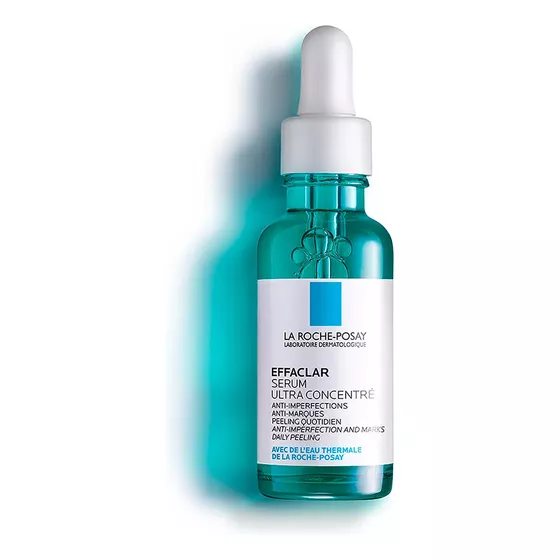 LA ROCHE-POSAY
LABORATOIRE DERMATOLOGIQUE
EFFACLAR
SERUM
ULTRA CONCENTRÉ
ANTI-IMPERFECTIONS
ANTI-MARQUES
PEELING QUOTIDIEN
ANTI-IMPERFECTION AND MARKS
DAILY PEELING
AVEC DE L'EAU THERMALE
DE LA ROCHE-POSAY